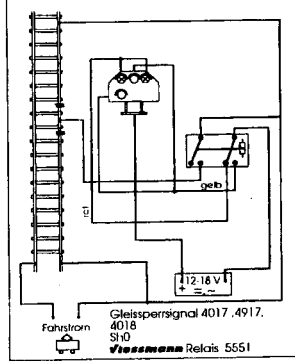 gelb
rot
12-18 V
+ =
Fahrstrom
Gleissperrsignal 4017 ,4917,
4018
Sh0
viessmann Relais 5551